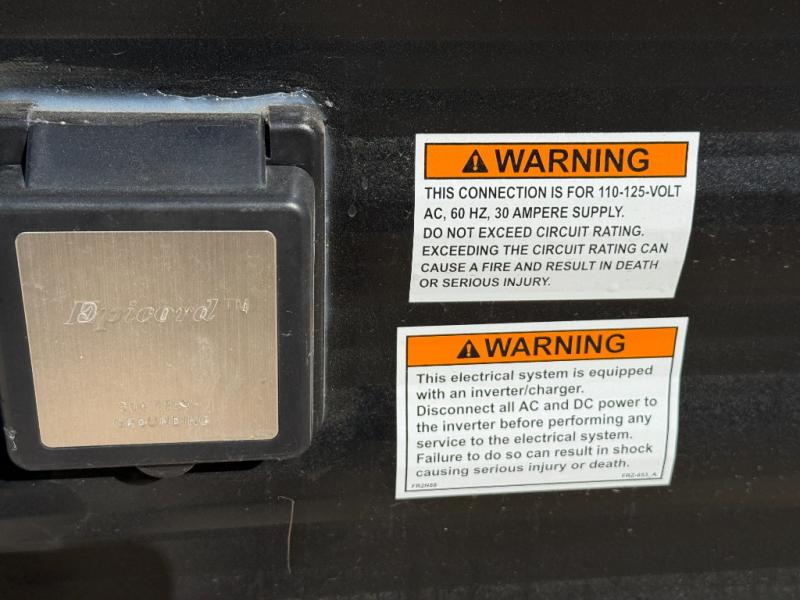 Epicord™
GROUNDING
WARNING
THIS CONNECTION IS FOR 110-125-VOLT
AC, 60 HZ, 30 AMPERE SUPPLY.
DO NOT EXCEED CIRCUIT RATING.
EXCEEDING THE CIRCUIT RATING CAN
CAUSE A FIRE AND RESULT IN DEATH
OR SERIOUS INJURY.
WARNING
This electrical system is equipped
with an inverter/charger.
Disconnect all AC and DC power to
the inverter before performing any
service to the electrical system.
Failure to do so can result in shock
causing serious injury or death.